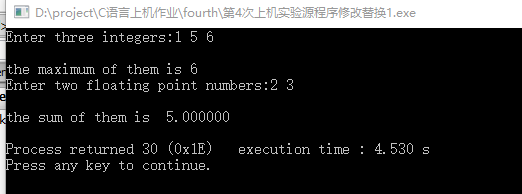 D:\project\C语言上机作业\fourth\第4次上机实验源程序修改替换1.exe
Enter three integers:1 5 6
the maximum of them is 6
Enter two floating point numbers:2 3
the sum of them is  5.000000
Process returned 30 (0x1E)   execution time : 4.530 s
Press any key to continue.